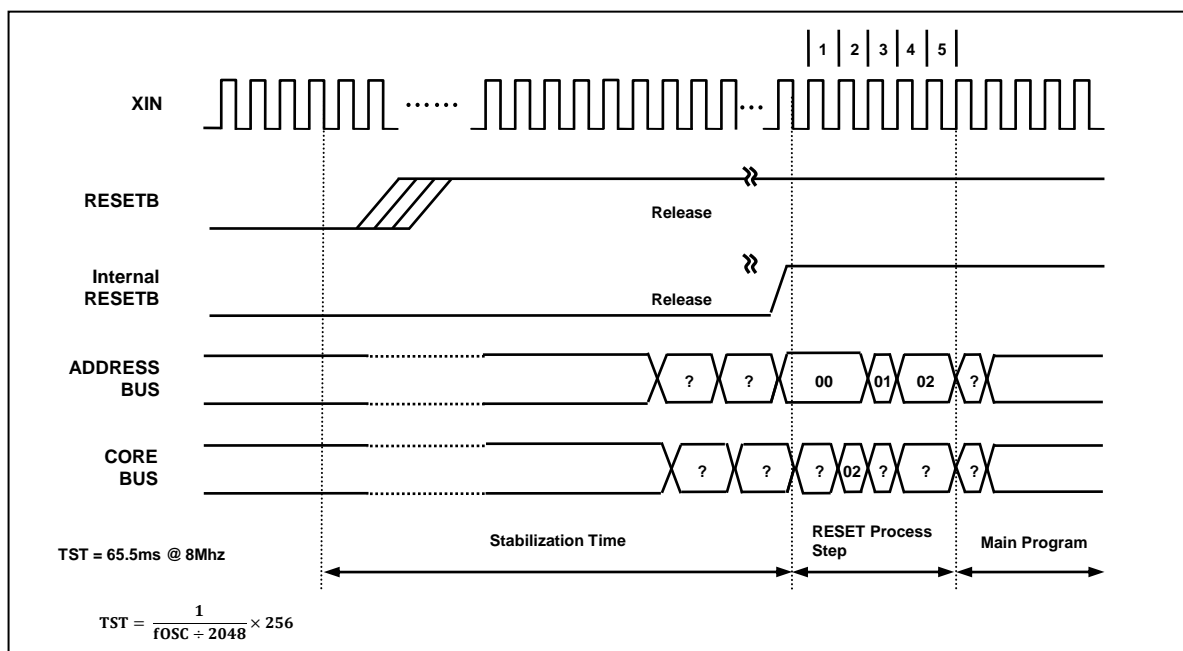 1 2 3 4 5
XIN
RESETB
Release
Internal
RESETB
Release
ADDRESS
BUS
? ? 00 01 02 ?
CORE
BUS
? ? ? 02 ? ? ?
Stabilization Time
RESET Process
Step
Main Program
TST = 65.5ms @ 8Mhz
TST = 1 / (fOSC ÷ 2048) × 256